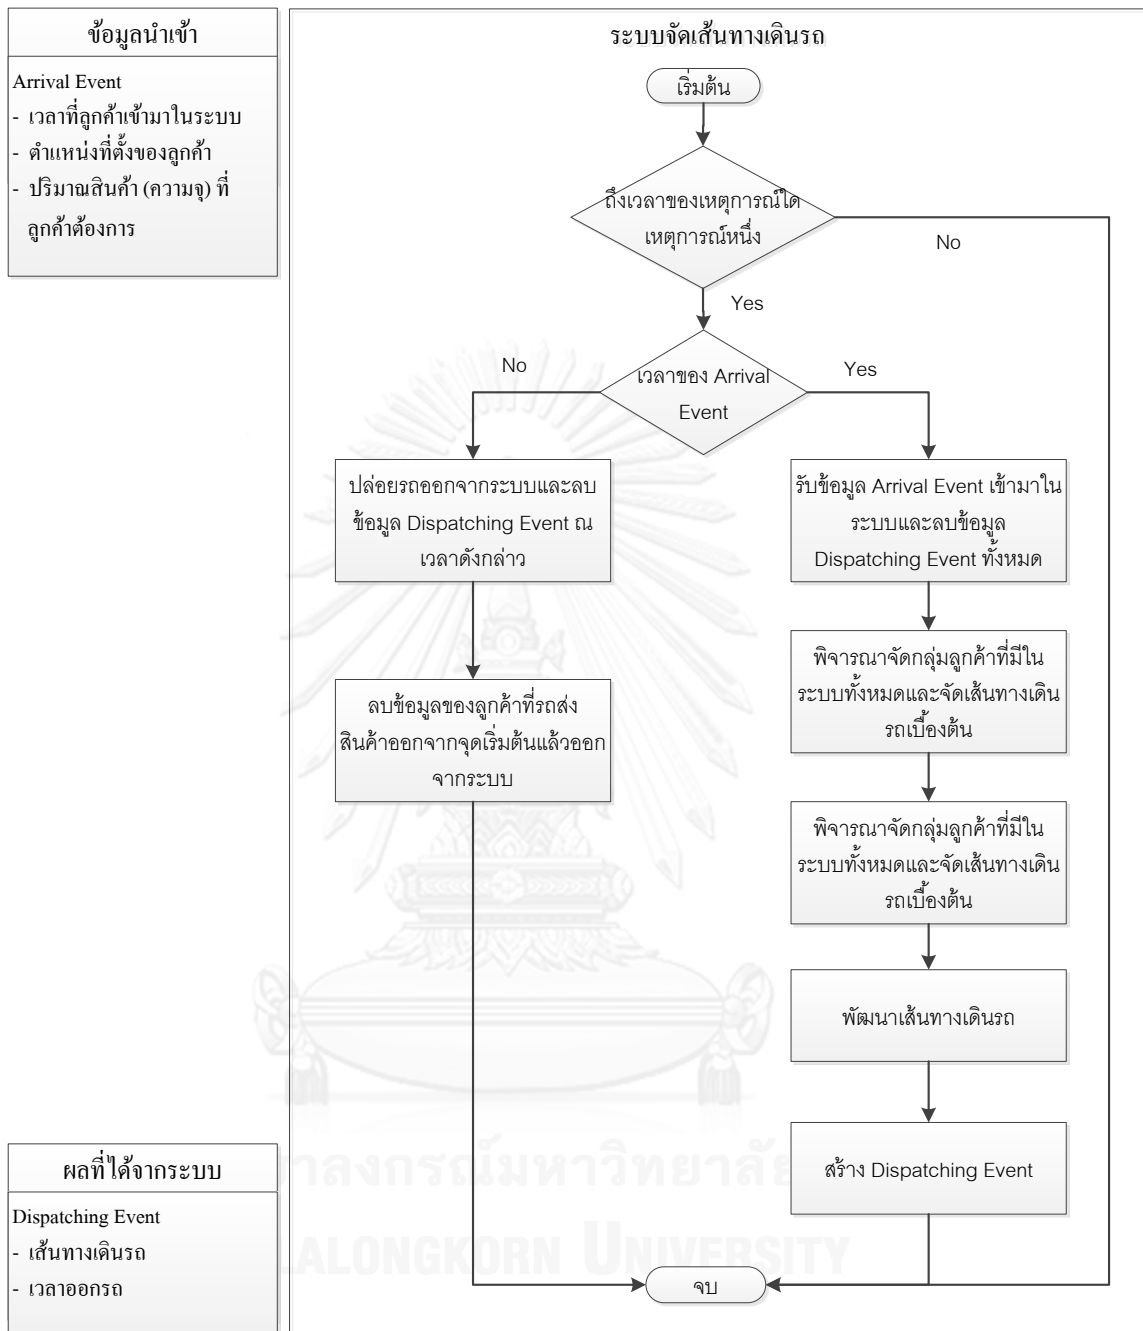 ข้อมูลนำเข้า
Arrival Event
- เวลาที่ลูกค้าเข้ามาในระบบ
- ตำแหน่งที่ตั้งของลูกค้า
- ปริมาณสินค้า (ความจุ) ที่
ลูกค้าต้องการ
ระบบจัดเส้นทางเดินรถ
เริ่มต้น
ถึงเวลาของเหตุการณ์ใด
เหตุการณ์หนึ่ง
No
Yes
เวลาของ Arrival
Event
No
Yes
ปล่อยรถออกจากระบบและลบ
ข้อมูล Dispatching Event ณ
เวลาดังกล่าว
ลบข้อมูลของลูกค้าที่รถส่ง
สินค้าออกจากจุดเริ่มต้นแล้วออก
จากระบบ
รับข้อมูล Arrival Event เข้ามาใน
ระบบและลบข้อมูล
Dispatching Event ทั้งหมด
พิจารณาจัดกลุ่มลูกค้าที่มีใน
ระบบทั้งหมดและจัดเส้นทางเดิน
รถเบื้องต้น
พิจารณาจัดกลุ่มลูกค้าที่มีใน
ระบบทั้งหมดและจัดเส้นทางเดิน
รถเบื้องต้น
พัฒนาเส้นทางเดินรถ
สร้าง Dispatching Event
จบ
ผลที่ได้จากระบบ
Dispatching Event
- เส้นทางเดินรถ
- เวลาออกรถ
าลงกรณ์มหาวิทยาลัย
LALONGKORN UNIVERSITY